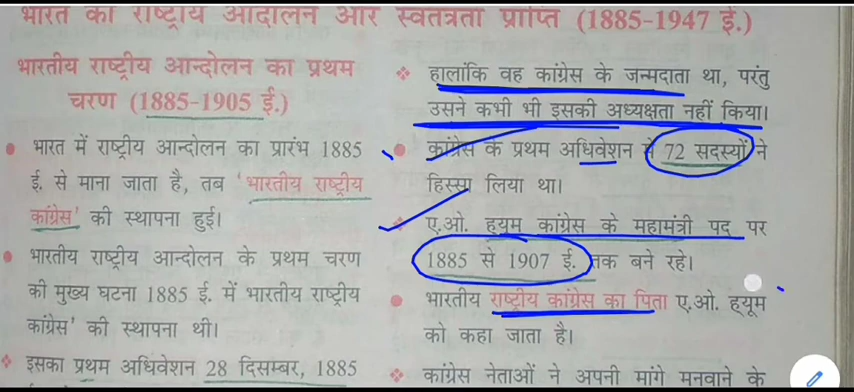 भारत का राष्ट्रीय आंदोलन और स्वतंत्रता प्राप्ति (1885-1947 ई.)
भारतीय राष्ट्रीय आन्दोलन का प्रथम
चरण (1885-1905 ई.)
भारत में राष्ट्रीय आन्दोलन का प्रारंभ 1885
ई. से माना जाता है, तब 'भारतीय राष्ट्रीय
कांग्रेस' की स्थापना हुई।
भारतीय राष्ट्रीय आन्दोलन के प्रथम चरण
की मुख्य घटना 1885 ई. में भारतीय राष्ट्रीय
कांग्रेस' की स्थापना थी।
इसका प्रथम अधिवेशन 28 दिसम्बर, 1885
हालांकि वह कांग्रेस के जन्मदाता था, परंतु
उसने कभी भी इसकी अध्यक्षता नहीं किया।
कांग्रेस के प्रथम अधिवेशन में 72 सदस्यों ने
हिस्सा लिया था।
ए.ओ. ह्यूम कांग्रेस के महामंत्री पद पर
1885 से 1907 ई. तक बने रहे।
भारतीय राष्ट्रीय कांग्रेस का पिता ए.ओ. ह्यूम
को कहा जाता है।
कांग्रेस नेताओं ने अपनी मांगे मनवाने के